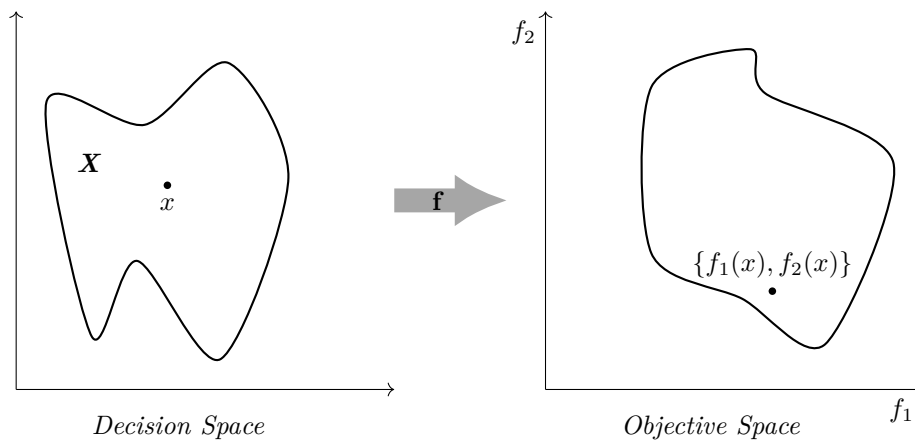 f₂
X
x
f
{f₁(x), f₂(x)}
f₁
Decision Space
Objective Space